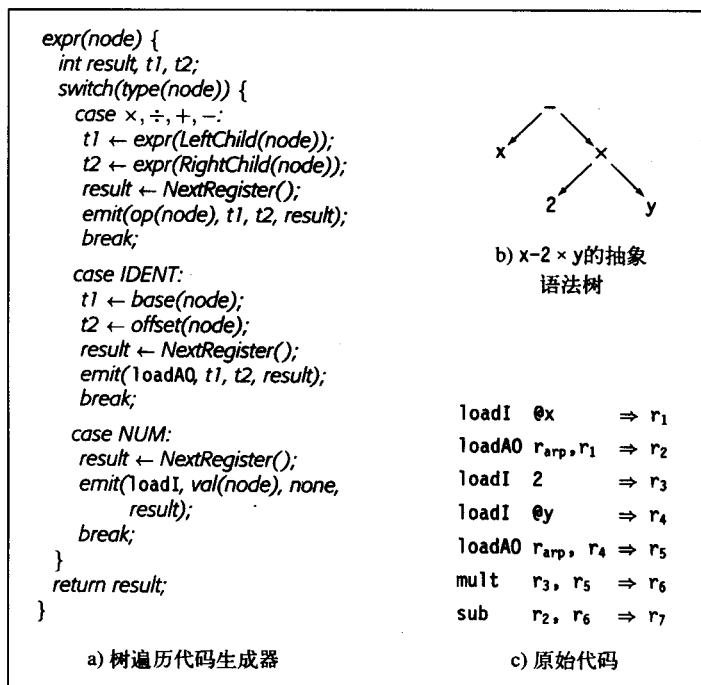 expr(node) {
int result, t1, t2;
switch(type(node)) {
case ×, ÷, +, −:
t1 ← expr(LeftChild(node));
t2 ← expr(RightChild(node));
result ← NextRegister();
emit(op(node), t1, t2, result);
break;
case IDENT:
t1 ← base(node);
t2 ← offset(node);
result ← NextRegister();
emit(loadAO, t1, t2, result);
break;
case NUM:
result ← NextRegister();
emit(loadI, val(node), none,
result);
break;
}
return result;
}
a) 树遍历代码生成器
−
x ×
2 y
b) x−2 × y的抽象
语法树
loadI @x ⇒ r₁
loadAO rₐᵣₚ,r₁ ⇒ r₂
loadI 2 ⇒ r₃
loadI @y ⇒ r₄
loadAO rₐᵣₚ, r₄ ⇒ r₅
mult r₃, r₅ ⇒ r₆
sub r₂, r₆ ⇒ r₇
c) 原始代码